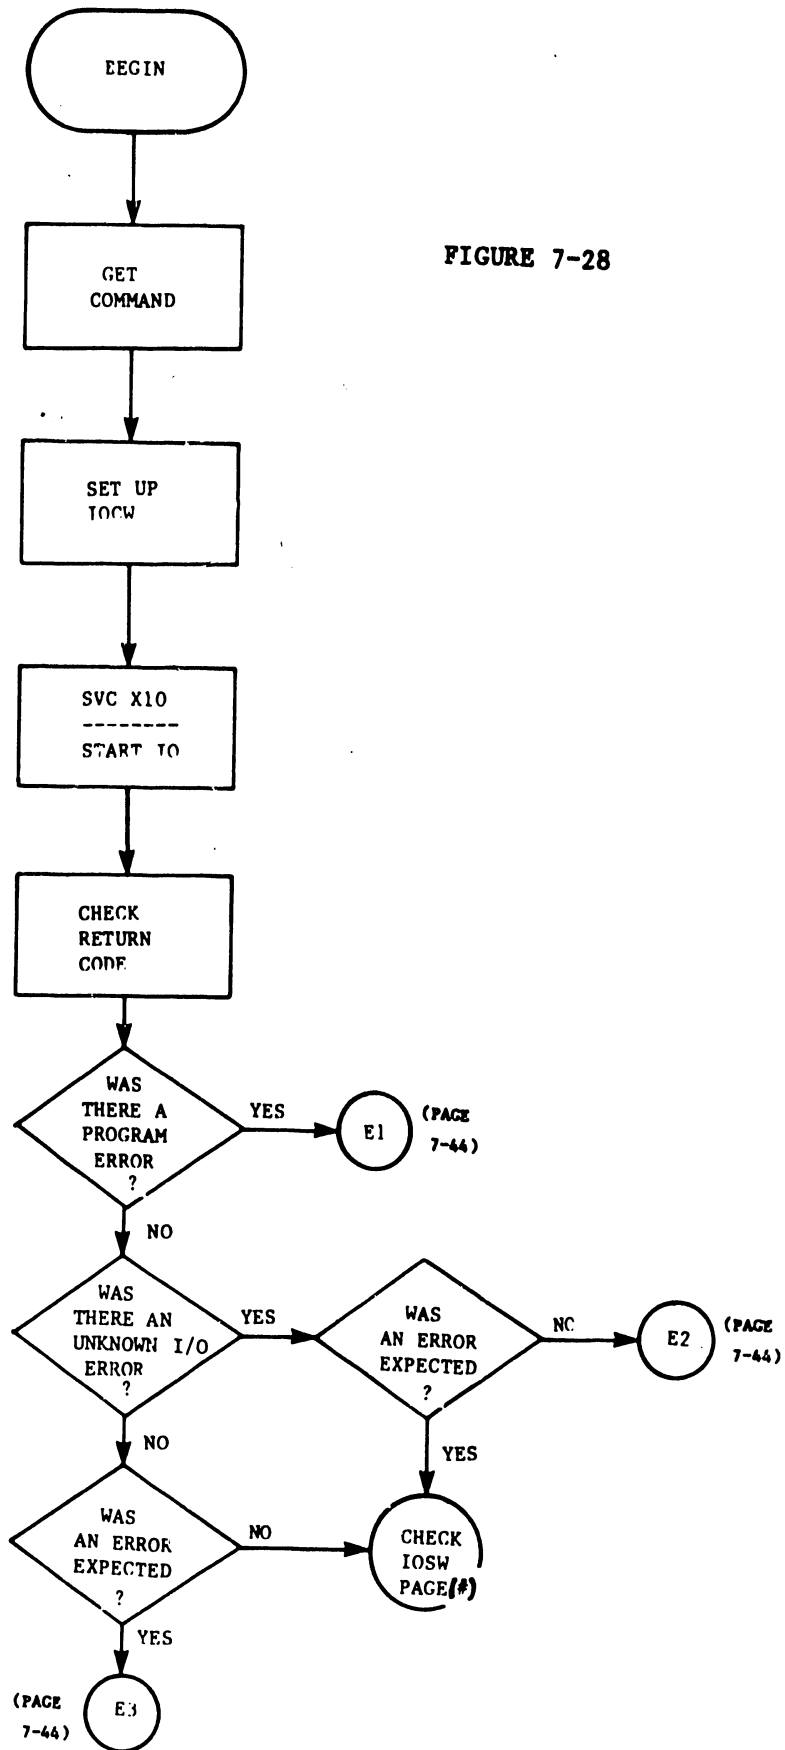 EEGIN
FIGURE 7-28
GET
COMMAND
SET UP
IOCW
SVC X10
--------
START IO
CHECK
RETURN
CODE
WAS
THERE A
PROGRAM
ERROR
?
YES
E1
(PAGE
7-44)
NO
WAS
THERE AN
UNKNOWN I/O
ERROR
?
YES
WAS
AN ERROR
EXPECTED
?
NC
E2
(PAGE
7-44)
NO
YES
WAS
AN ERROR
EXPECTED
?
NO
CHECK
IOSW
PAGE(#)
YES
(PAGE
7-44)
E3